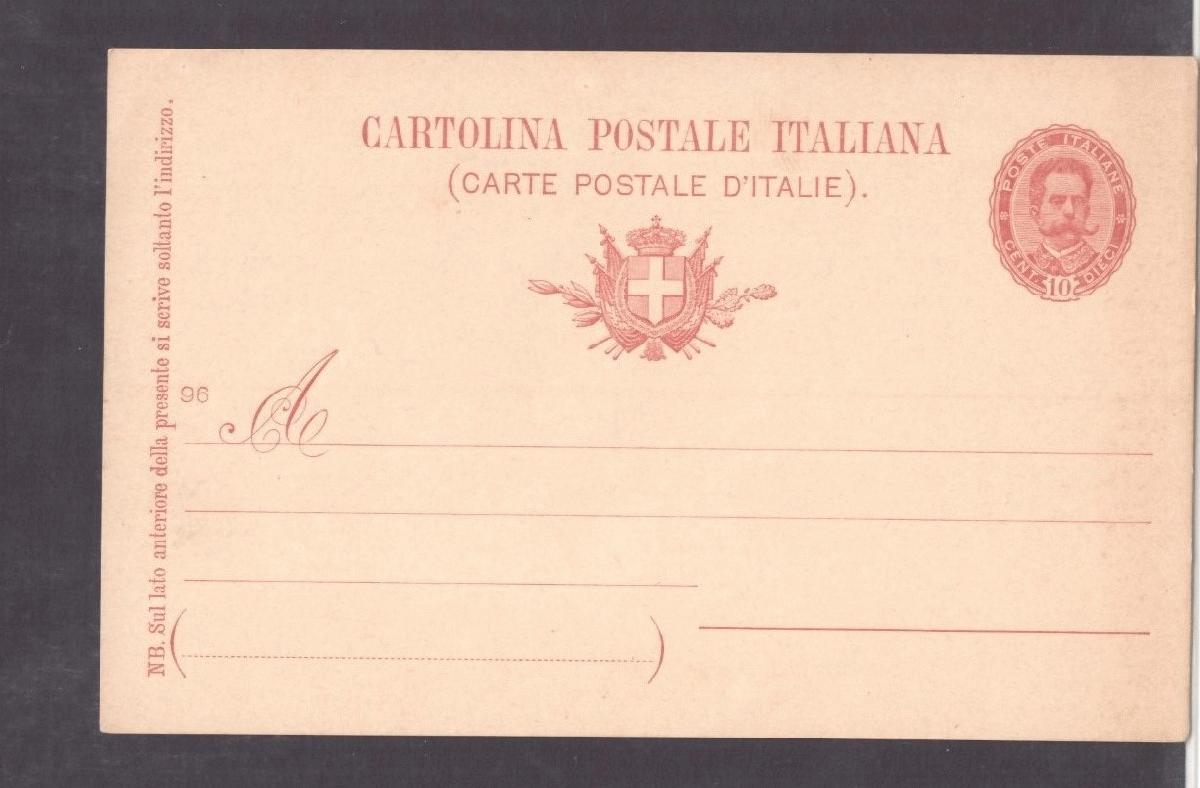 CARTOLINA POSTALE ITALIANA
(CARTE POSTALE D'ITALIE).
POSTE ITALIANE
CENT. DIECI
10
NB. Sul lato anteriore della presente si scrive soltanto l'indirizzo.
96
A